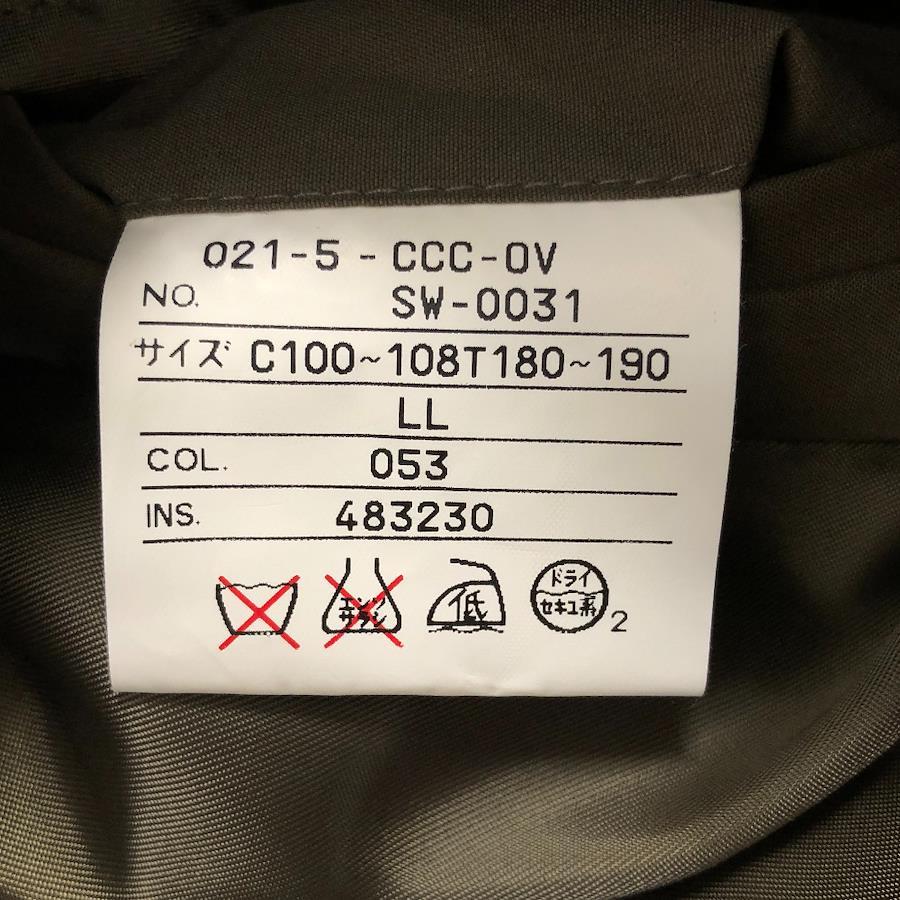 021-5-CCC-OV
NO. SW-0031
サイズ C100~108T180~190
LL
COL. 053
INS. 483230
エンソ
サラシ
低
ドライ
セキユ系
2